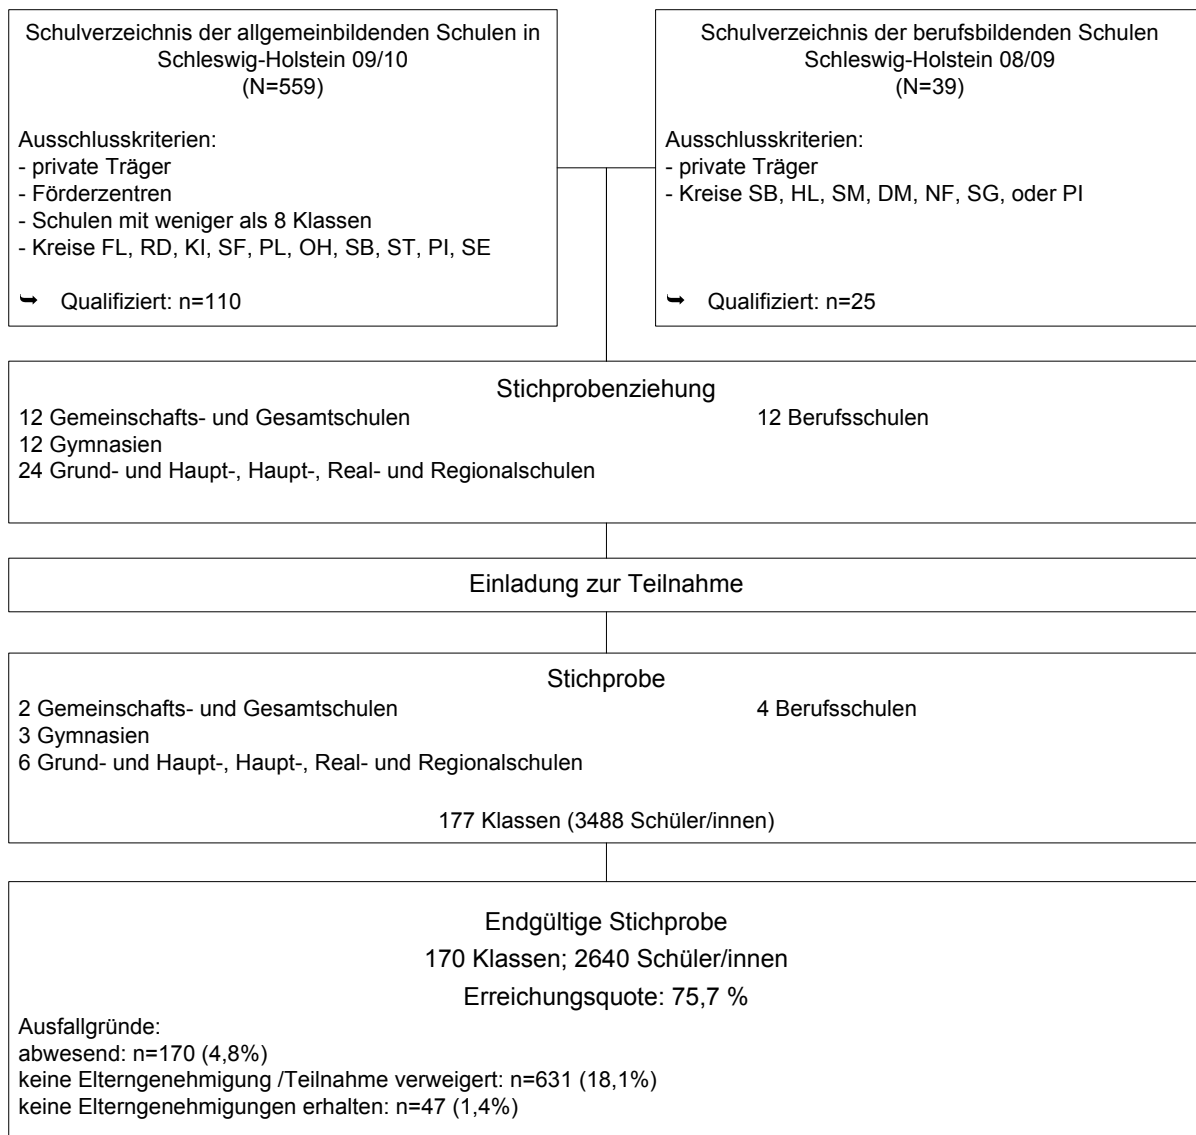 Schulverzeichnis der allgemeinbildenden Schulen in
Schleswig-Holstein 09/10
(N=559)
Ausschlusskriterien:
- private Träger
- Förderzentren
- Schulen mit weniger als 8 Klassen
- Kreise FL, RD, KI, SF, PL, OH, SB, ST, PI, SE
➥ Qualifiziert: n=110
Schulverzeichnis der berufsbildenden Schulen
Schleswig-Holstein 08/09
(N=39)
Ausschlusskriterien:
- private Träger
- Kreise SB, HL, SM, DM, NF, SG, oder PI
➥ Qualifiziert: n=25
Stichprobenziehung
12 Gemeinschafts- und Gesamtschulen
12 Gymnasien
24 Grund- und Haupt-, Haupt-, Real- und Regionalschulen
12 Berufsschulen
Einladung zur Teilnahme
Stichprobe
2 Gemeinschafts- und Gesamtschulen
3 Gymnasien
6 Grund- und Haupt-, Haupt-, Real- und Regionalschulen
4 Berufsschulen
177 Klassen (3488 Schüler/innen)
Endgültige Stichprobe
170 Klassen; 2640 Schüler/innen
Erreichungsquote: 75,7 %
Ausfallgründe:
abwesend: n=170 (4,8%)
keine Elterngenehmigung /Teilnahme verweigert: n=631 (18,1%)
keine Elterngenehmigungen erhalten: n=47 (1,4%)